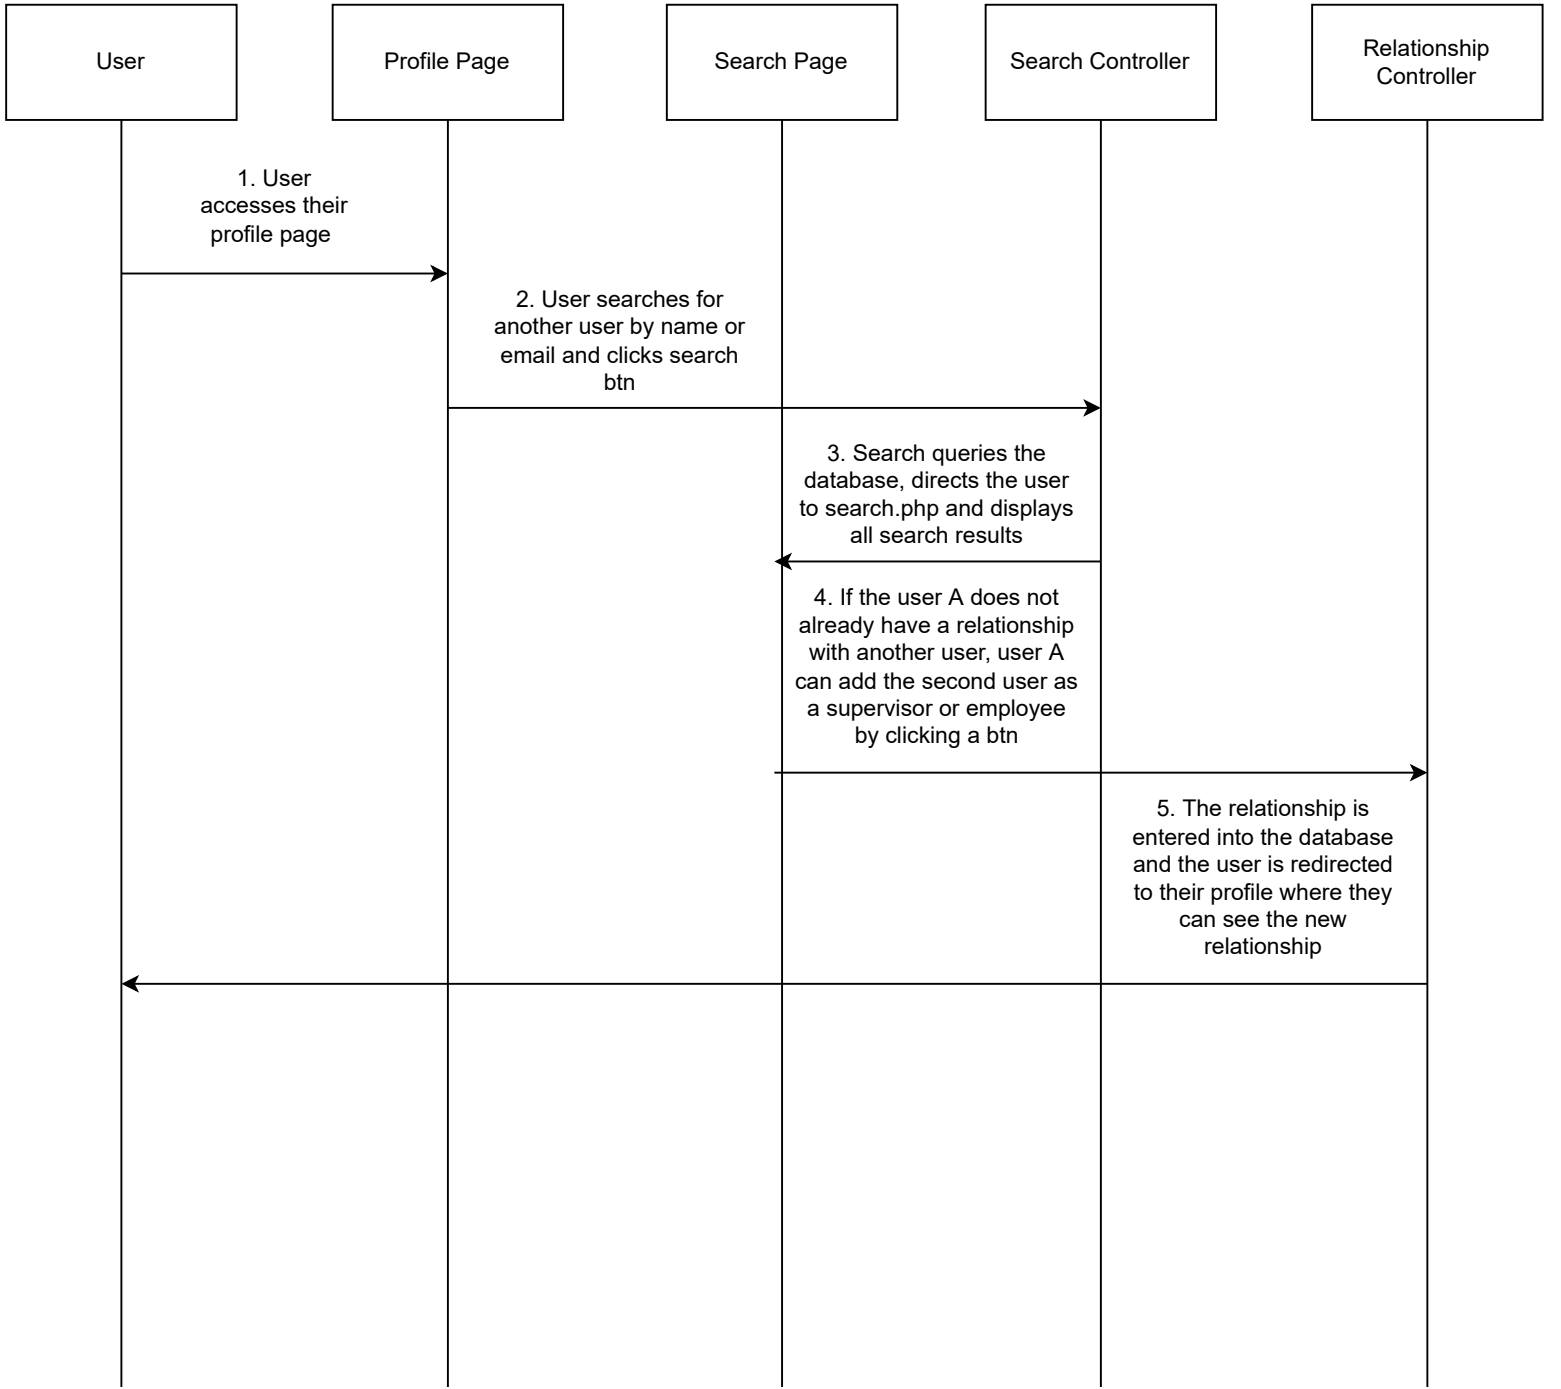 User
Profile Page
Search Page
Search Controller
Relationship
Controller
1. User
accesses their
profile page
2. User searches for
another user by name or
email and clicks search
btn
3. Search queries the
database, directs the user
to search.php and displays
all search results
4. If the user A does not
already have a relationship
with another user, user A
can add the second user as
a supervisor or employee
by clicking a btn
5. The relationship is
entered into the database
and the user is redirected
to their profile where they
can see the new
relationship